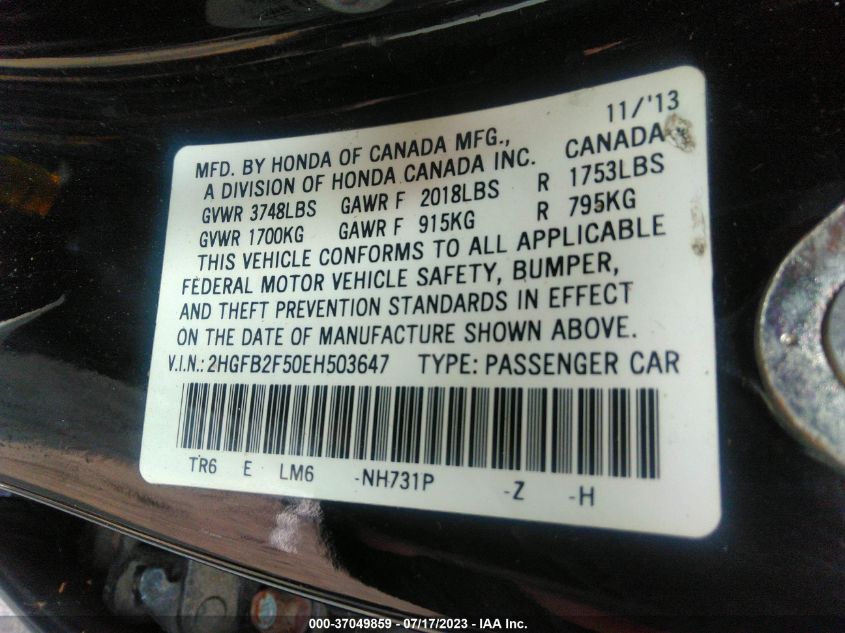 11/'13
MFD. BY HONDA OF CANADA MFG.,
A DIVISION OF HONDA CANADA INC. CANADA
GVWR 3748LBS GAWR F 2018LBS R 1753LBS
GVWR 1700KG GAWR F 915KG R 795KG
THIS VEHICLE CONFORMS TO ALL APPLICABLE
FEDERAL MOTOR VEHICLE SAFETY, BUMPER,
AND THEFT PREVENTION STANDARDS IN EFFECT
ON THE DATE OF MANUFACTURE SHOWN ABOVE.
V.I.N.: 2HGFB2F50EH503647 TYPE: PASSENGER CAR
TR6 E LM6 -NH731P -Z -H
000-37049859 - 07/17/2023 - IAA Inc.